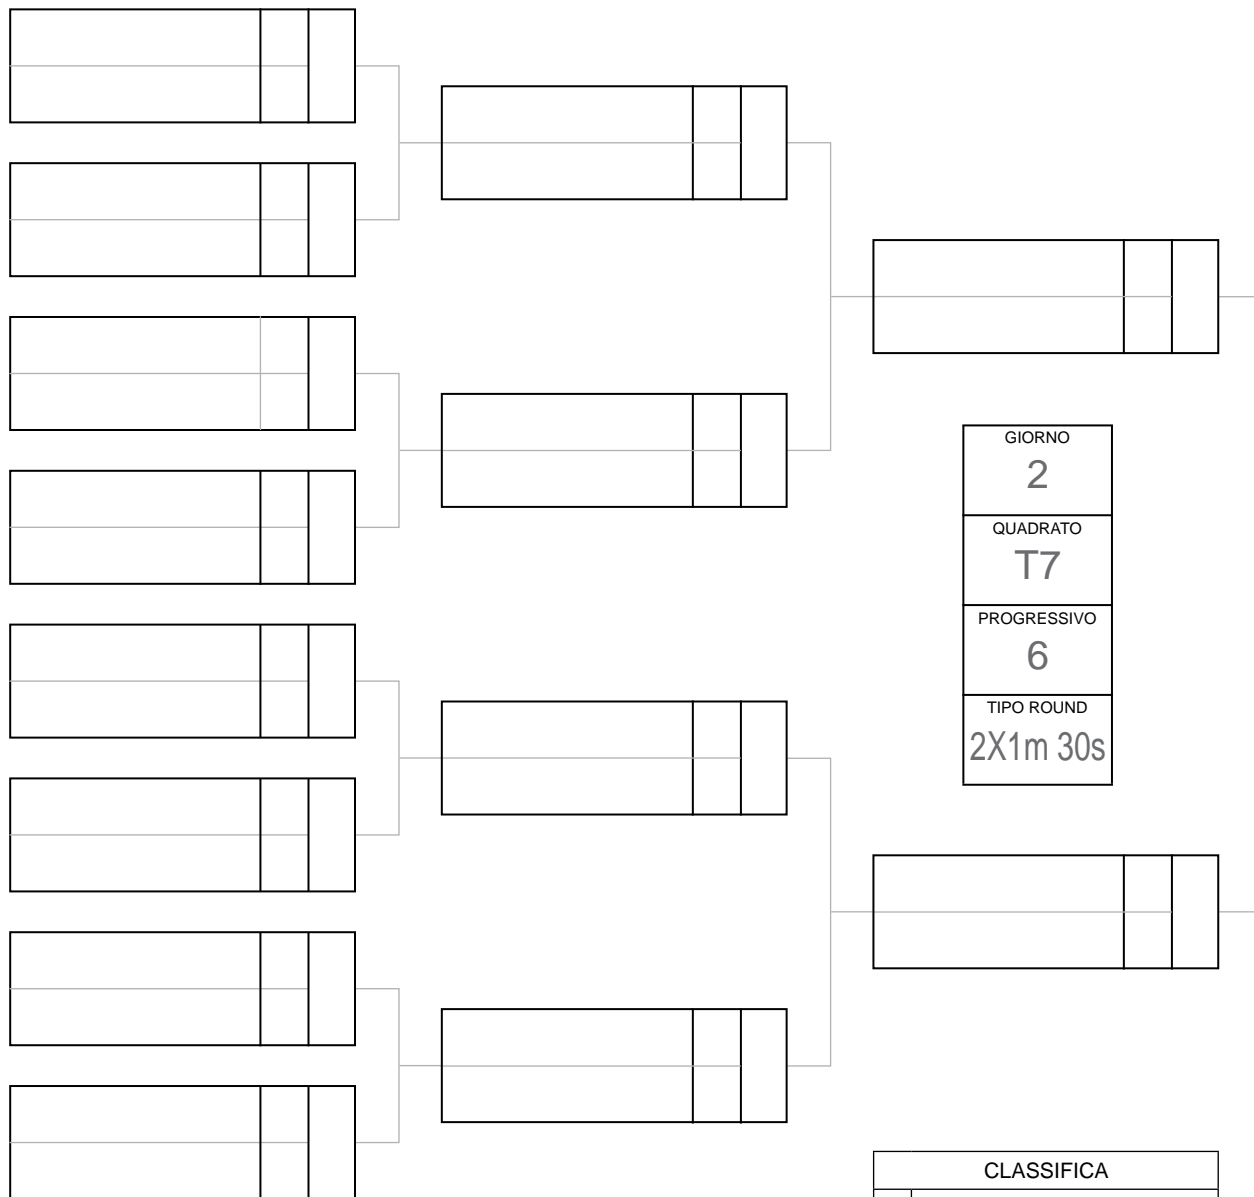 GIORNO
2
QUADRATO
T7
PROGRESSIVO
6
TIPO ROUND
2X1m 30s
CLASSIFICA